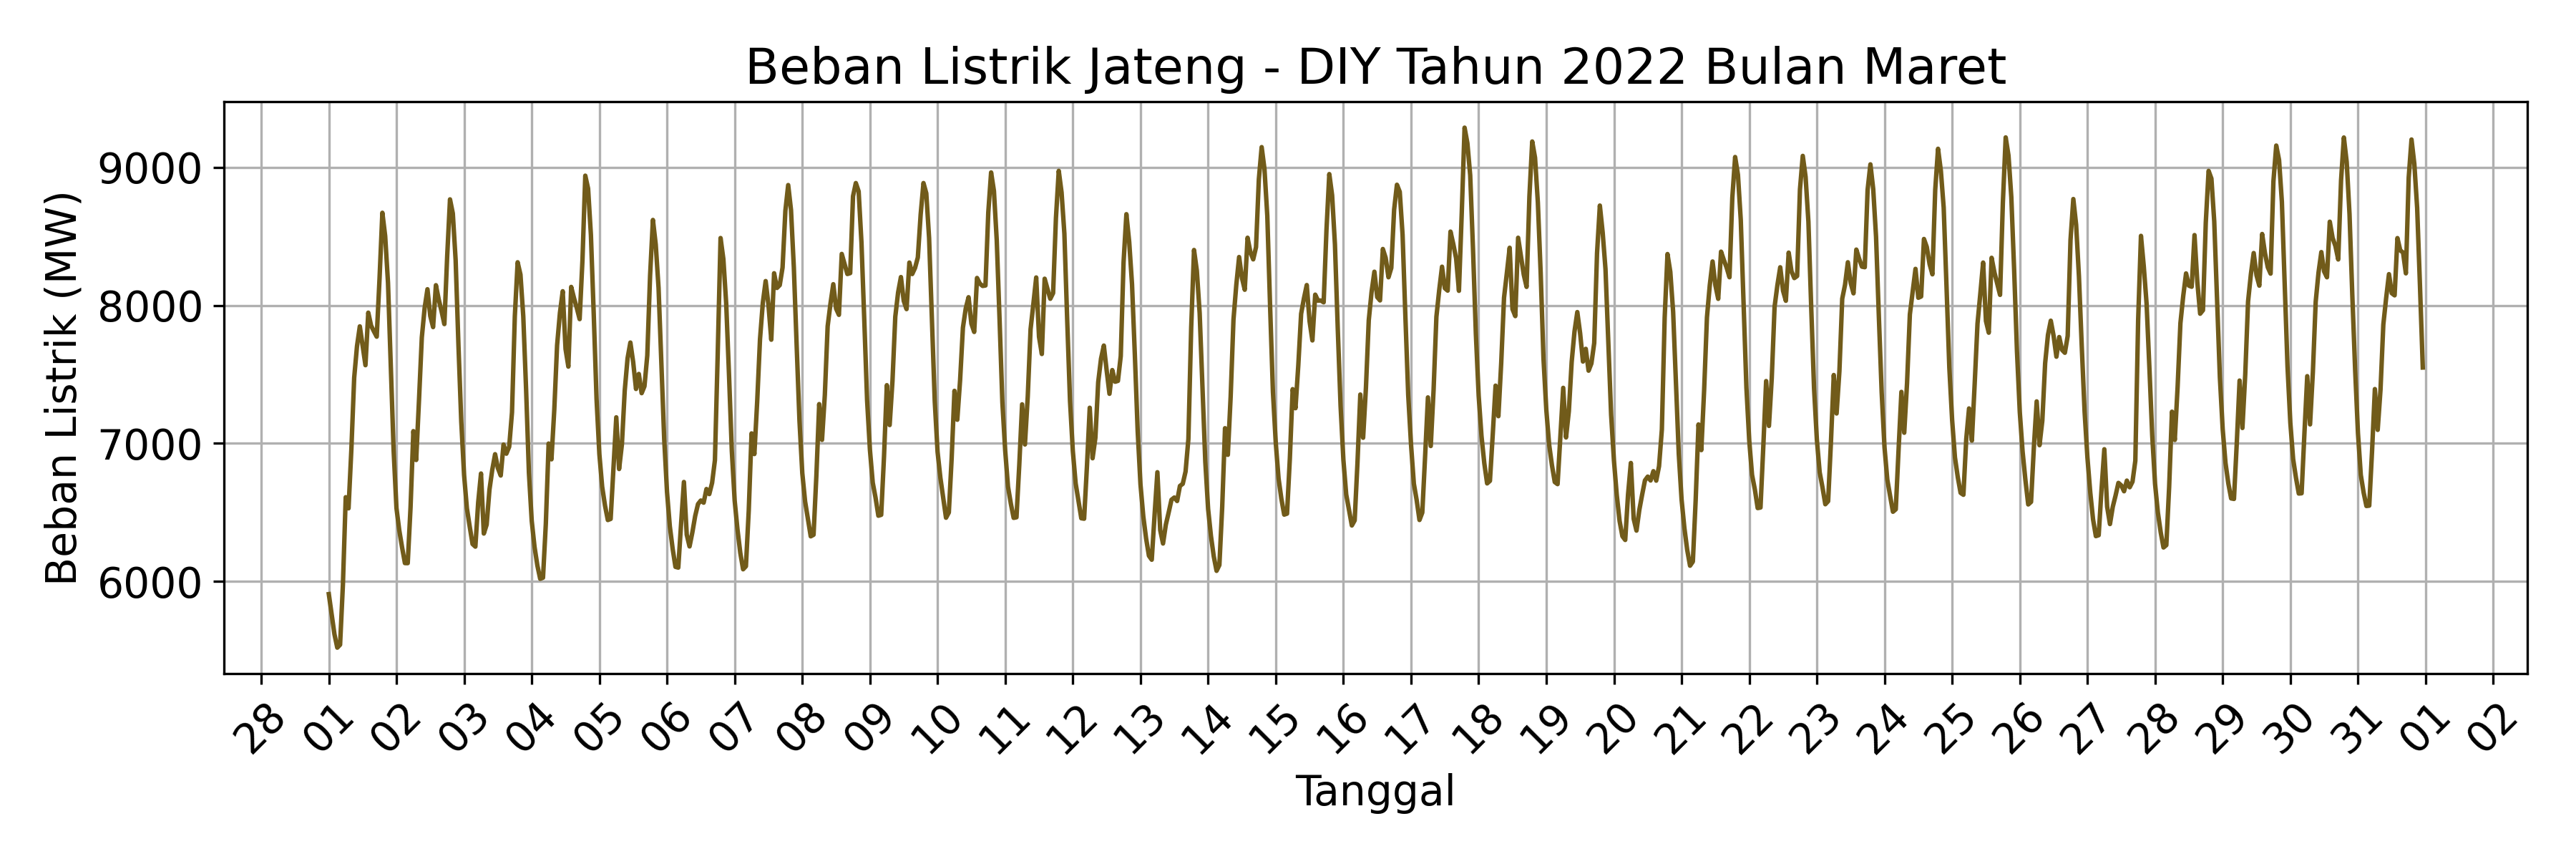 Beban Listrik Jateng - DIY Tahun 2022 Bulan Maret
Beban Listrik (MW)
9000
8000
7000
6000
28 01 02 03 04 05 06 07 08 09 10 11 12 13 14 15 16 17 18 19 20 21 22 23 24 25 26 27 28 29 30 31 01 02
Tanggal